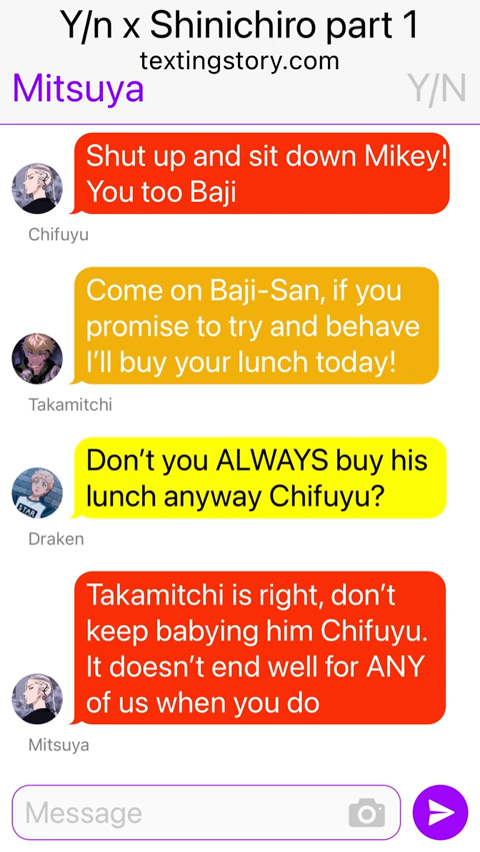 Y/n x Shinichiro part 1
textingstory.com
Mitsuya
Y/N
Shut up and sit down Mikey!
You too Baji
Chifuyu
Come on Baji-San, if you
promise to try and behave
I'll buy your lunch today!
Takamitchi
Don't you ALWAYS buy his
lunch anyway Chifuyu?
Draken
Takamitchi is right, don't
keep babying him Chifuyu.
It doesn't end well for ANY
of us when you do
Mitsuya
Message